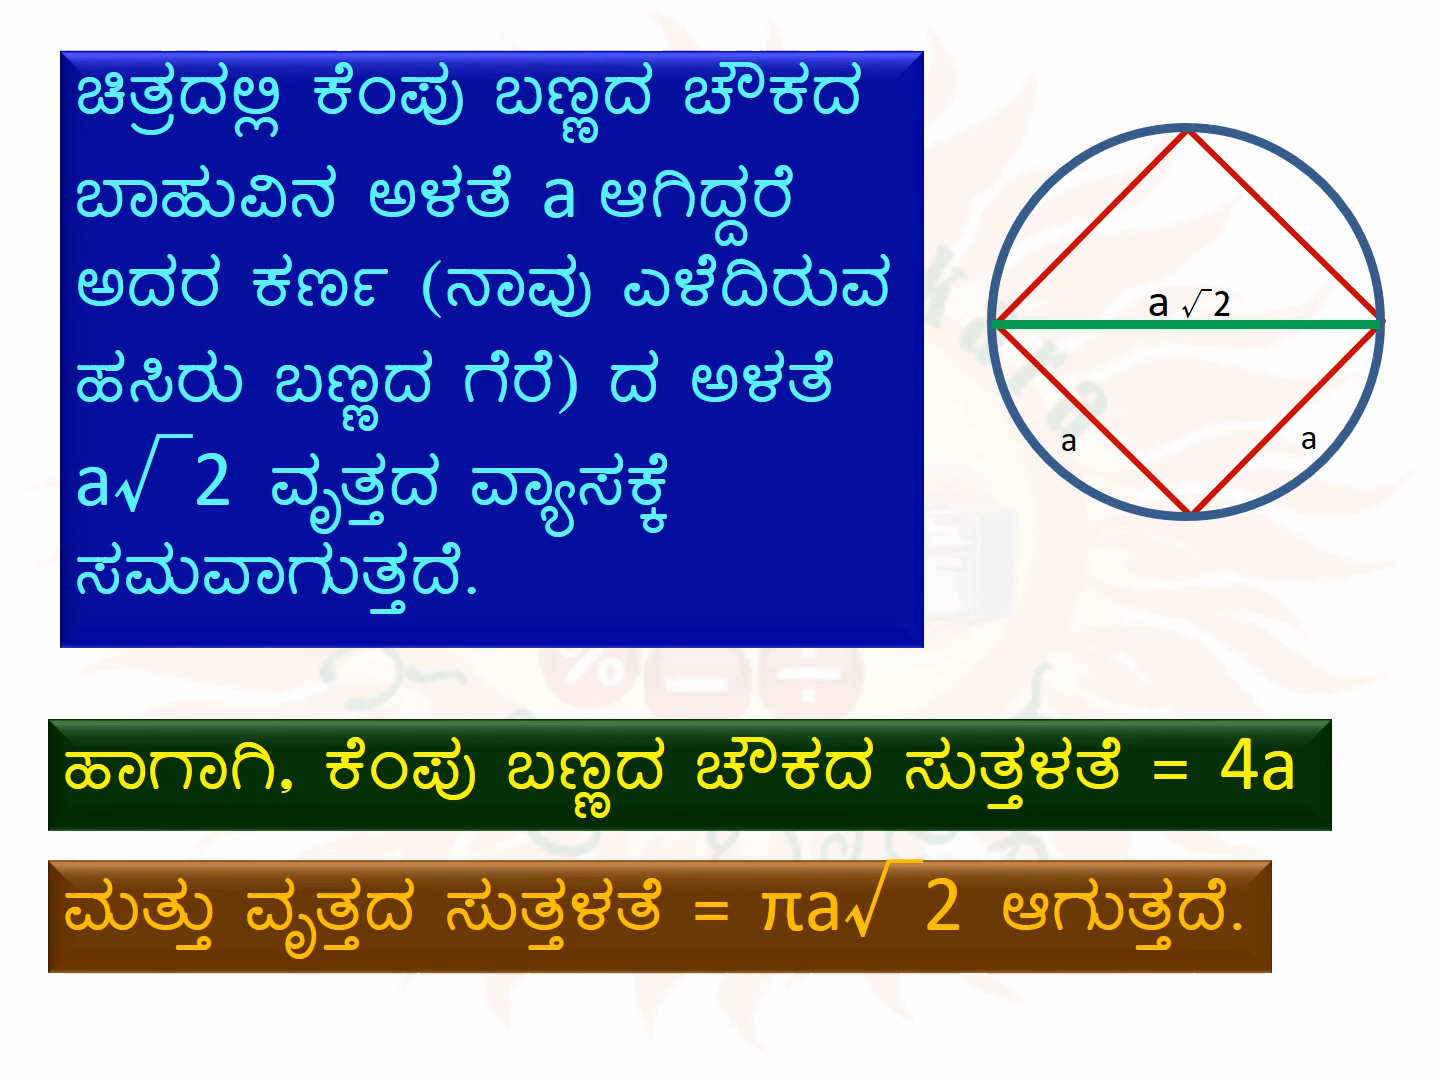 ಚಿತ್ರದಲ್ಲಿ ಕೆಂಪು ಬಣ್ಣದ ಚೌಕದ
ಬಾಹುವಿನ ಅಳತೆ a ಆಗಿದ್ದರೆ
ಅದರ ಕರ್ಣ (ನಾವು ಎಳೆದಿರುವ
ಹಸಿರು ಬಣ್ಣದ ಗೆರೆ) ದ ಅಳತೆ
a√2 ವೃತ್ತದ ವ್ಯಾಸಕ್ಕೆ
ಸಮವಾಗುತ್ತದೆ.
a √2
a
a
ಹಾಗಾಗಿ, ಕೆಂಪು ಬಣ್ಣದ ಚೌಕದ ಸುತ್ತಳತೆ = 4a
ಮತ್ತು ವೃತ್ತದ ಸುತ್ತಳತೆ = πa√2 ಆಗುತ್ತದೆ.